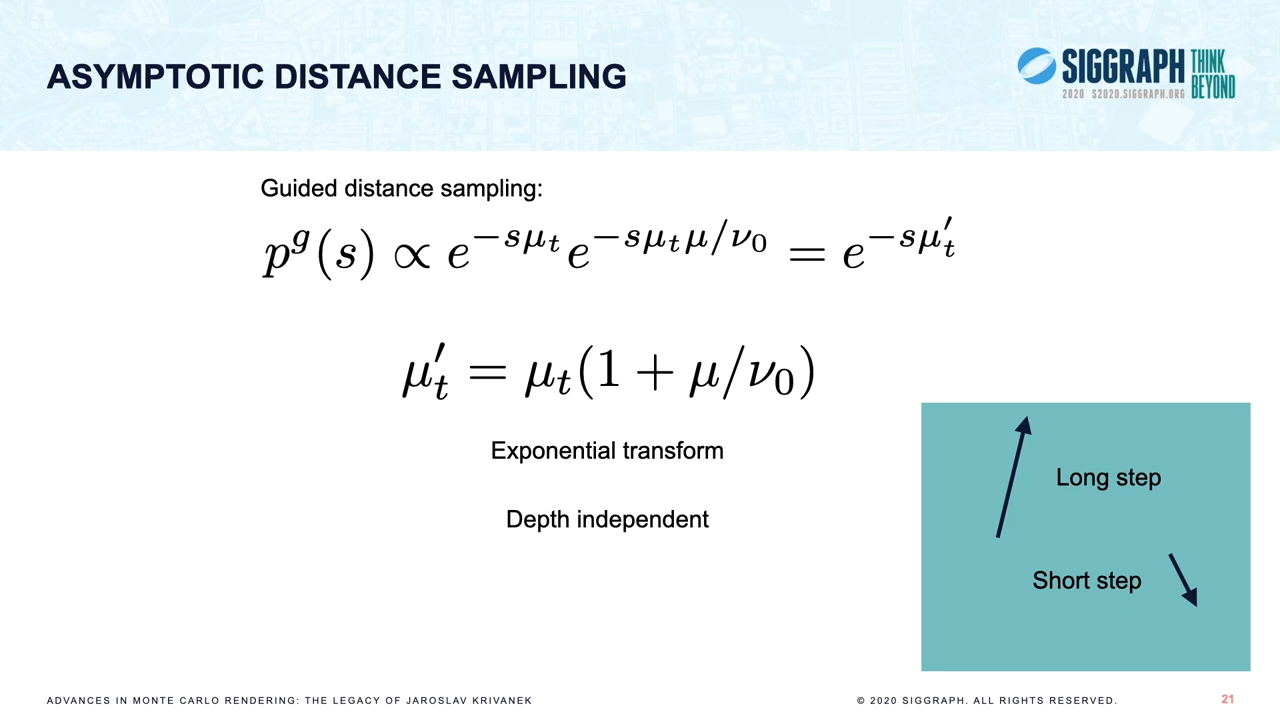 ASYMPTOTIC DISTANCE SAMPLING
SIGGRAPH THINK BEYOND
2020 S2020.SIGGRAPH.ORG
Guided distance sampling:
p^g(s) ∝ e^{−sμ_t} e^{−sμ_t μ/ν_0} = e^{−sμ′_t}
μ′_t = μ_t(1 + μ/ν_0)
Exponential transform
Depth independent
Long step
Short step
ADVANCES IN MONTE CARLO RENDERING: THE LEGACY OF JAROSLAV KRIVANEK
© 2020 SIGGRAPH. ALL RIGHTS RESERVED.
21